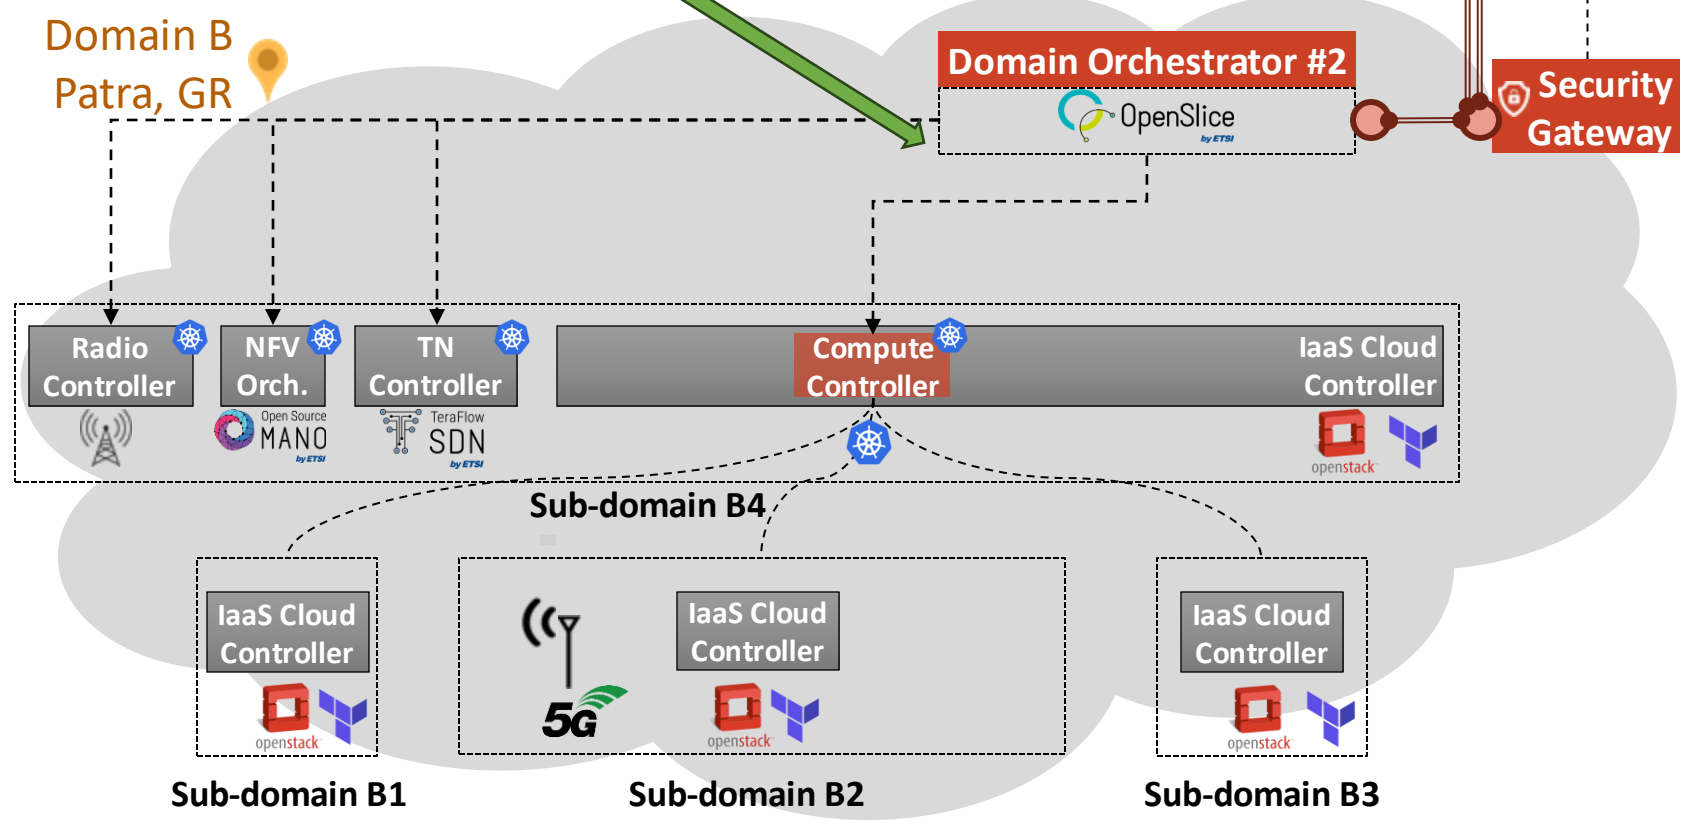 Domain B
Patra, GR
Domain Orchestrator #2
OpenSlice
by ETSI
Security
Gateway
Radio
Controller
NFV
Orch.
TN
Controller
Compute
Controller
IaaS Cloud
Controller
Open Source
MANO
by ETSI
TeraFlow
SDN
by ETSI
openstack
Sub-domain B4
IaaS Cloud
Controller
openstack
Sub-domain B1
5G
IaaS Cloud
Controller
openstack
Sub-domain B2
IaaS Cloud
Controller
openstack
Sub-domain B3